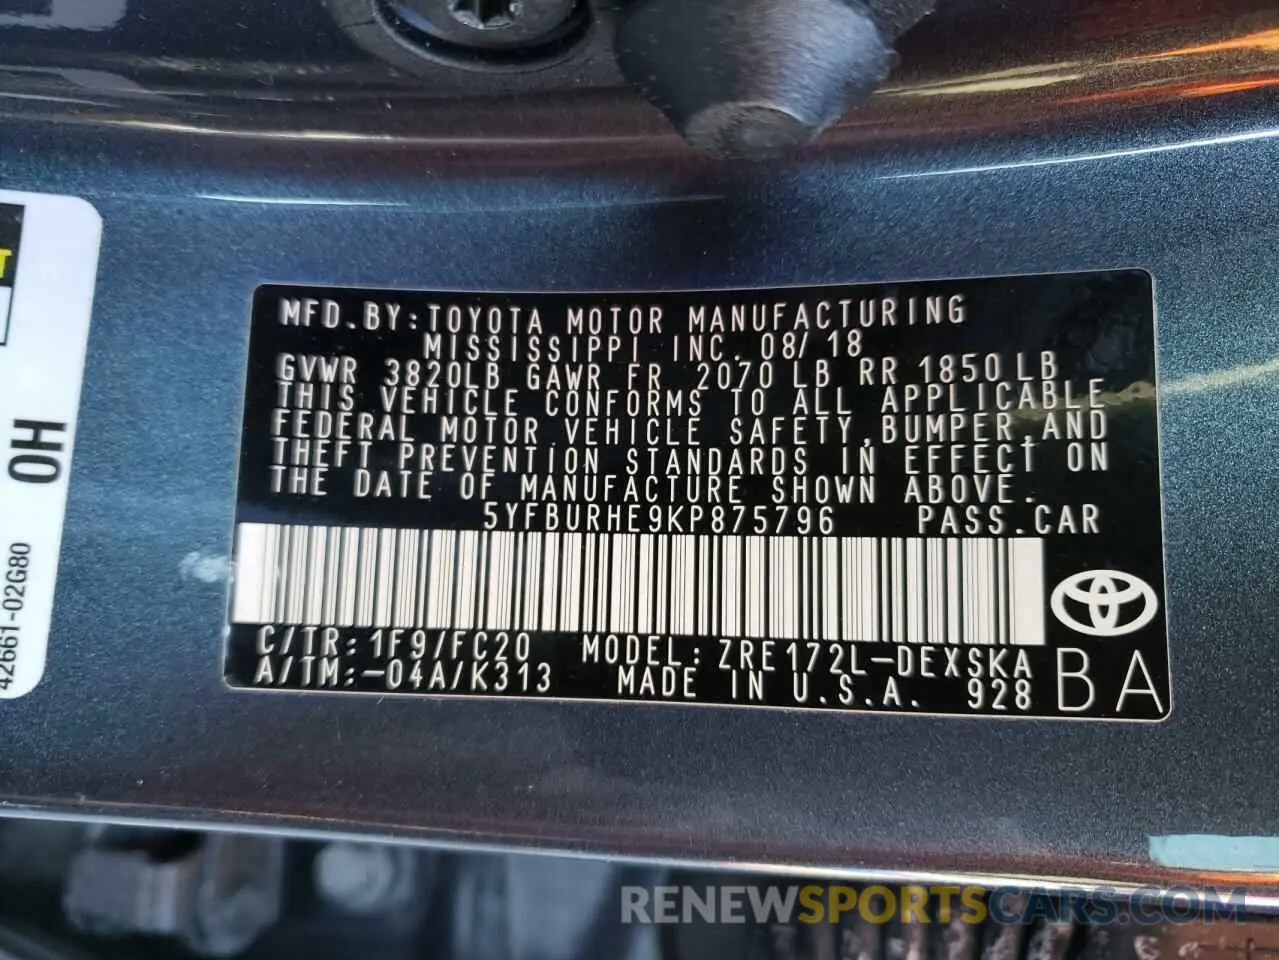 MFD.BY:TOYOTA MOTOR MANUFACTURING
MISSISSIPPI INC. 08/18
GVWR 3820LB GAWR FR 2070 LB RR 1850 LB
THIS VEHICLE CONFORMS TO ALL APPLICABLE
FEDERAL MOTOR VEHICLE SAFETY,BUMPER,AND
THEFT PREVENTION STANDARDS IN EFFECT ON
THE DATE OF MANUFACTURE SHOWN ABOVE.
5YFBURHE9KP875796 PASS.CAR
C/TR:1F9/FC20 MODEL:ZRE172L-DEXSKA
A/TM:-04A/K313 MADE IN U.S.A. 928
BA
0H
42661-02G80
RENEWSPORTSCARS.COM